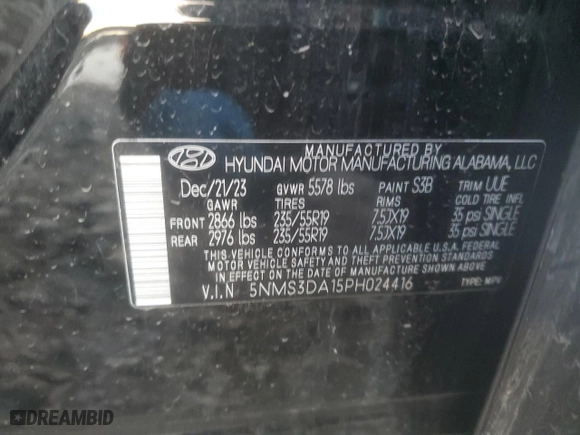 MANUFACTURED BY
HYUNDAI MOTOR MANUFACTURING ALABAMA, LLC
Dec/21/23 GVWR 5578 lbs PAINT S3B TRIM UUE
GAWR TIRES RIMS COLD TIRE INFL
FRONT 2866 lbs 235/55R19 7.5JX19 35 psi SINGLE
REAR 2976 lbs 235/55R19 7.5JX19 35 psi SINGLE
THIS VEHICLE CONFORMS TO ALL APPLICABLE U.S.A. FEDERAL
MOTOR VEHICLE SAFETY AND THEFT PREVENTION STANDARDS
IN EFFECT ON THE DATE OF MANUFACTURE SHOWN ABOVE.
V.I.N 5NMS3DA15PH024416 TYPE: MPV
DREAMBID